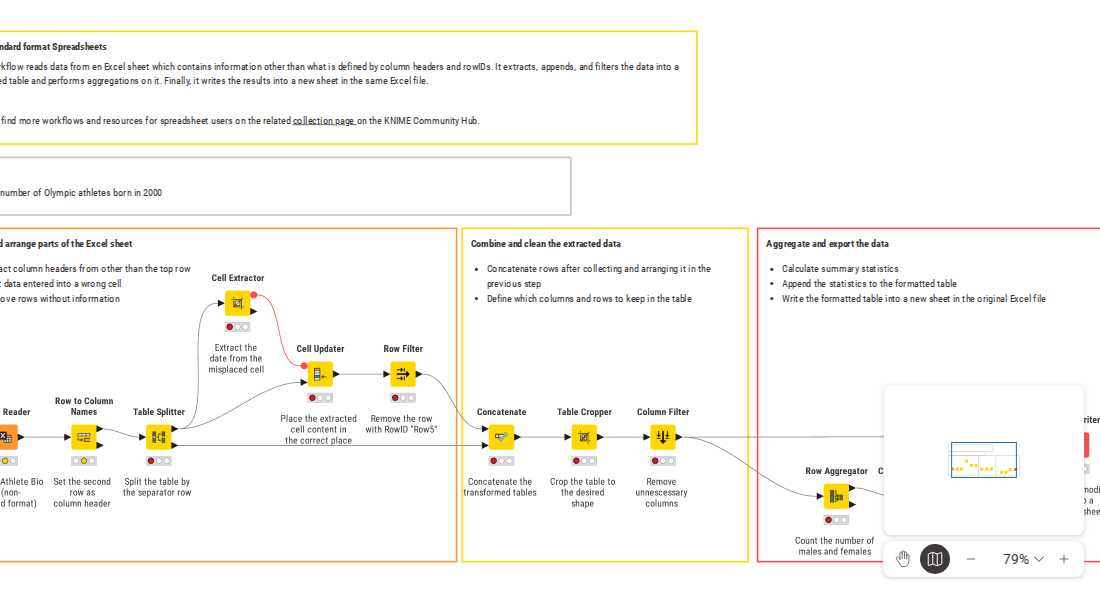 ndard format Spreadsheets
rkflow reads data from en Excel sheet which contains information other than what is defined by column headers and rowIDs. It extracts, appends, and filters the data into a
ed table and performs aggregations on it. Finally, it writes the results into a new sheet in the same Excel file.
find more workflows and resources for spreadsheet users on the related collection page on the KNIME Community Hub.
number of Olympic athletes born in 2000
d arrange parts of the Excel sheet
act column headers from other than the top row
t data entered into a wrong cell
ove rows without information
Cell Extractor
Extract the
date from the
misplaced cell
Cell Updater
Place the extracted
cell content in
the correct place
Row Filter
Remove the row
with RowID "Row5"
Reader
Athlete Bio
(non-
d format)
Row to Column
Names
Set the second
row as
column header
Table Splitter
Split the table by
the separator row
Combine and clean the extracted data
• Concatenate rows after collecting and arranging it in the
previous step
• Define which columns and rows to keep in the table
Concatenate
Concatenate the
transformed tables
Table Cropper
Crop the table to
the desired
shape
Column Filter
Remove
unnescessary
columns
Aggregate and export the data
• Calculate summary statistics
• Append the statistics to the formatted table
• Write the formatted table into a new sheet in the original Excel file
Row Aggregator
Count the number of
males and females
C
riter
modi
o a
shee
79%